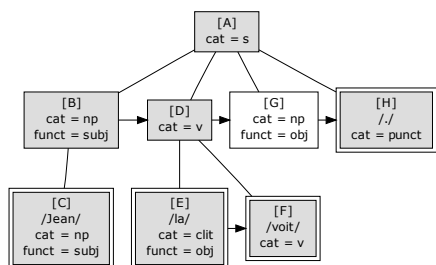 [A]
cat = s
[B]
cat = np
funct = subj
[D]
cat = v
[G]
cat = np
funct = obj
[H]
/./
cat = punct
[C]
/Jean/
cat = np
funct = subj
[E]
/la/
cat = clit
funct = obj
[F]
/voit/
cat = v